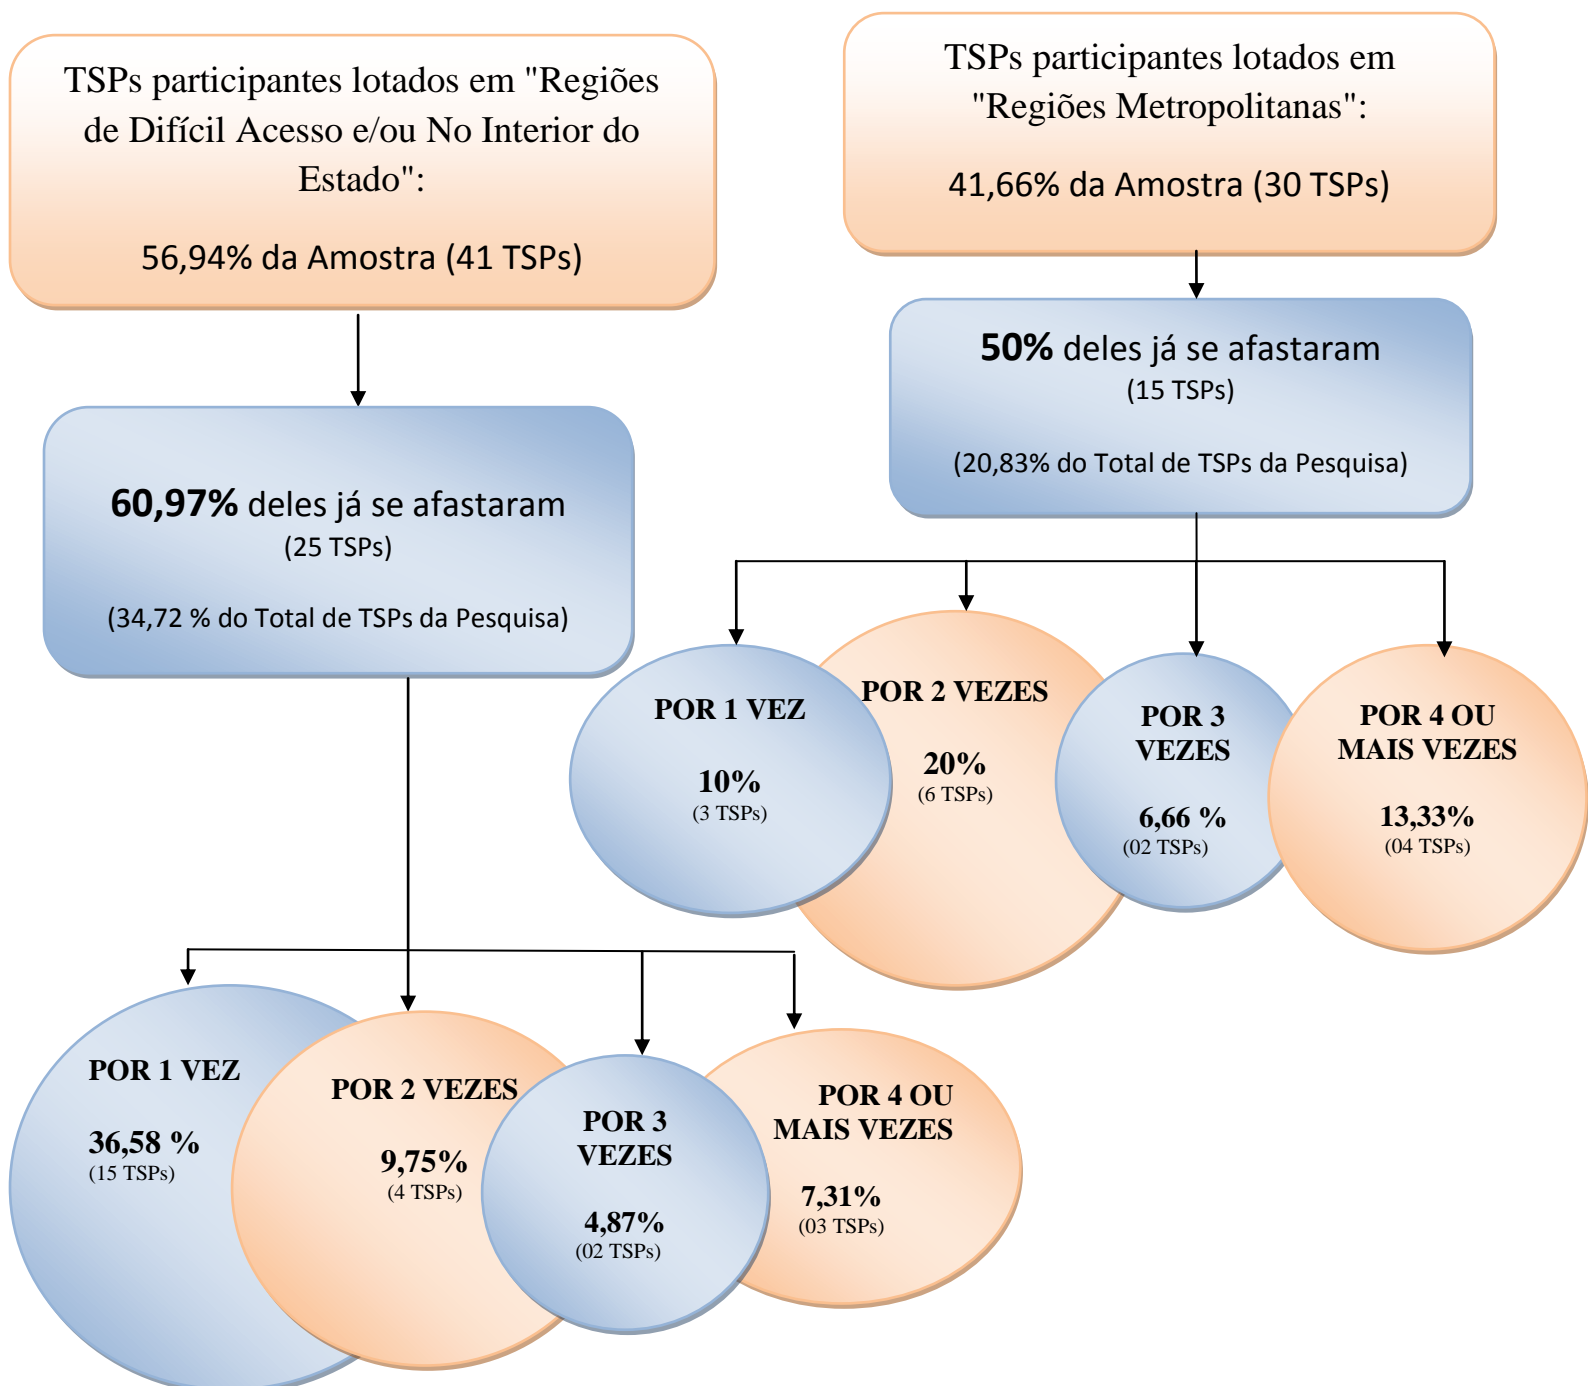 TSPs participantes lotados em "Regiões
de Difícil Acesso e/ou No Interior do
Estado":
56,94% da Amostra (41 TSPs)
TSPs participantes lotados em
"Regiões Metropolitanas":
41,66% da Amostra (30 TSPs)
60,97% deles já se afastaram
(25 TSPs)
(34,72 % do Total de TSPs da Pesquisa)
50% deles já se afastaram
(15 TSPs)
(20,83% do Total de TSPs da Pesquisa)
POR 1 VEZ
10%
(3 TSPs)
POR 2 VEZES
20%
(6 TSPs)
POR 3
VEZES
6,66 %
(02 TSPs)
POR 4 OU
MAIS VEZES
13,33%
(04 TSPs)
POR 1 VEZ
36,58 %
(15 TSPs)
POR 2 VEZES
9,75%
(4 TSPs)
POR 3
VEZES
4,87%
(02 TSPs)
POR 4 OU
MAIS VEZES
7,31%
(03 TSPs)